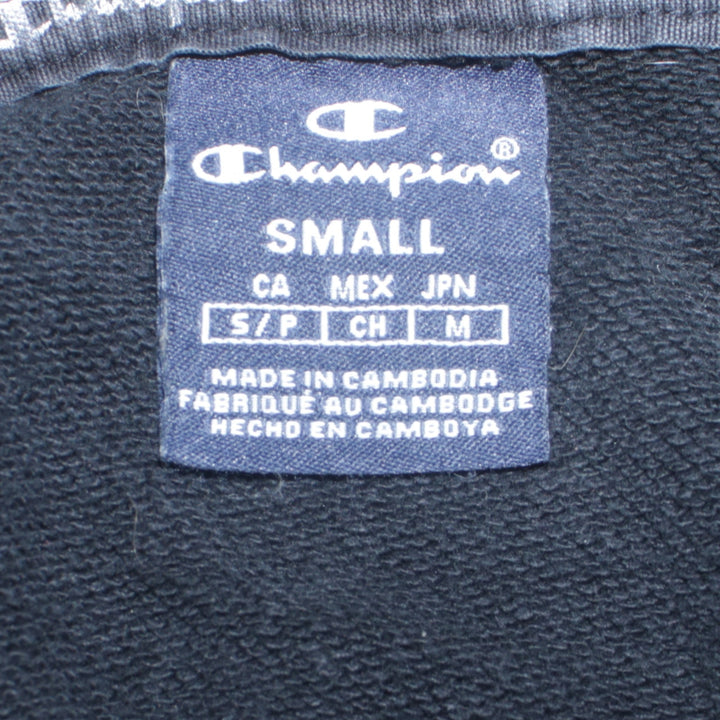 Champion®
SMALL
CA MEX JPN
S/P CH M
MADE IN CAMBODIA
FABRIQUÉ AU CAMBODGE
HECHO EN CAMBOYA